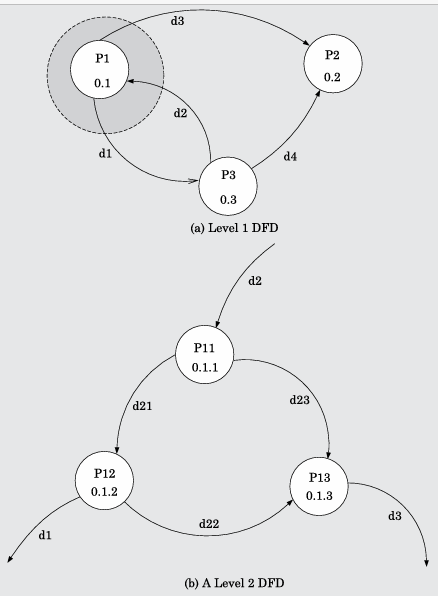 d3
P1
0.1
P2
0.2
d2
d1
d4
P3
0.3
(a) Level 1 DFD
d2
P11
0.1.1
d21
d23
P12
0.1.2
P13
0.1.3
d1
d22
d3
(b) A Level 2 DFD